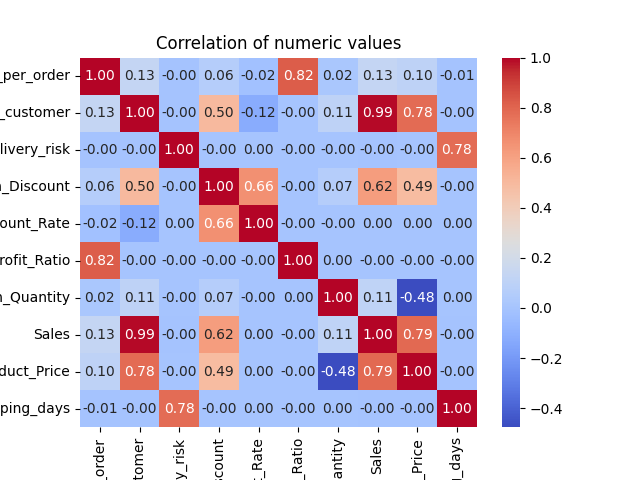 Correlation of numeric values
_per_order 1.00 0.13 -0.00 0.06 -0.02 0.82 0.02 0.13 0.10 -0.01
_customer 0.13 1.00 -0.00 0.50 -0.12 -0.00 0.11 0.99 0.78 -0.00
livery_risk -0.00 -0.00 1.00 -0.00 0.00 -0.00 -0.00 -0.00 -0.00 0.78
n_Discount 0.06 0.50 -0.00 1.00 0.66 -0.00 0.07 0.62 0.49 -0.00
ount_Rate -0.02 -0.12 0.00 0.66 1.00 -0.00 -0.00 0.00 0.00 0.00
rofit_Ratio 0.82 -0.00 -0.00 -0.00 -0.00 1.00 0.00 -0.00 -0.00 -0.00
n_Quantity 0.02 0.11 -0.00 0.07 -0.00 0.00 1.00 0.11 -0.48 0.00
Sales 0.13 0.99 -0.00 0.62 0.00 -0.00 0.11 1.00 0.79 -0.00
duct_Price 0.10 0.78 -0.00 0.49 0.00 -0.00 -0.48 0.79 1.00 -0.00
ping_days -0.01 -0.00 0.78 -0.00 0.00 -0.00 0.00 -0.00 -0.00 1.00
_order
tomer
y_risk
count
t_Rate
_Ratio
antity
Sales
_Price
_days
1.0
0.8
0.6
0.4
0.2
0.0
−0.2
−0.4